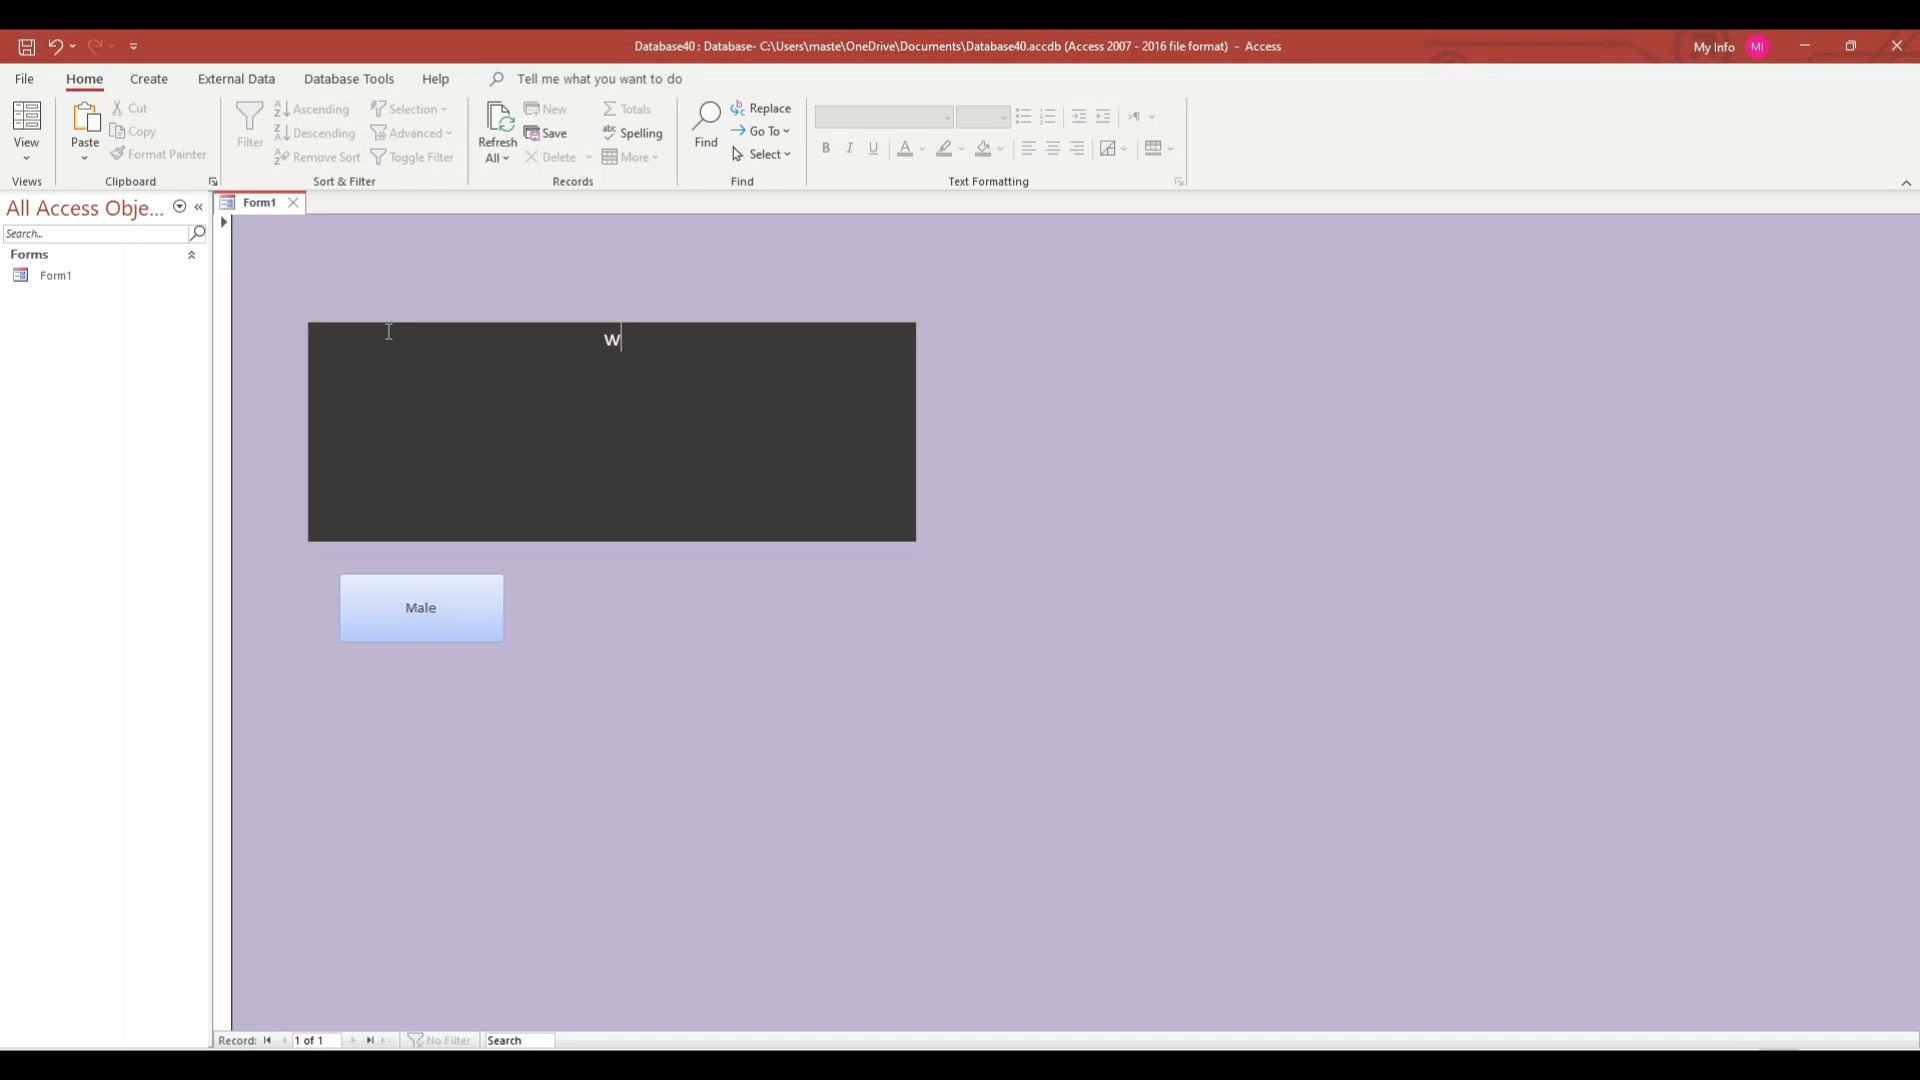 Database40 : Database- C:\Users\maste\OneDrive\Documents\Database40.accdb (Access 2007 - 2016 file format) - Access
My Info
MI
File
Home
Create
External Data
Database Tools
Help
Tell me what you want to do
View
Paste
Cut
Copy
Format Painter
Filter
Ascending
Descending
Remove Sort
Selection
Advanced
Toggle Filter
Refresh
All
New
Save
Delete
Totals
Spelling
More
Find
Replace
Go To
Select
B I U A
Views
Clipboard
Sort & Filter
Records
Find
Text Formatting
All Access Obje...
Search...
Forms
Form1
Form1
w
Male
Record:
1 of 1
No Filter
Search